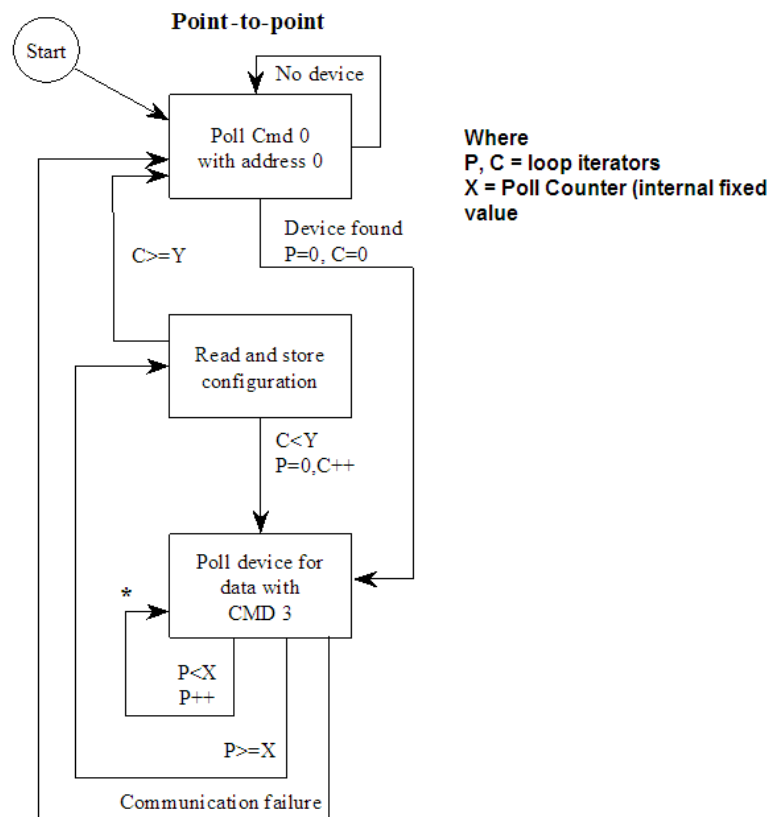 Point-to-point
Start
No device
Poll Cmd 0
with address 0
Where
P, C = loop iterators
X = Poll Counter (internal fixed
value
Device found
P=0, C=0
C>=Y
Read and store
configuration
C<Y
P=0,C++
Poll device for
data with
CMD 3
*
P<X
P++
P>=X
Communication failure